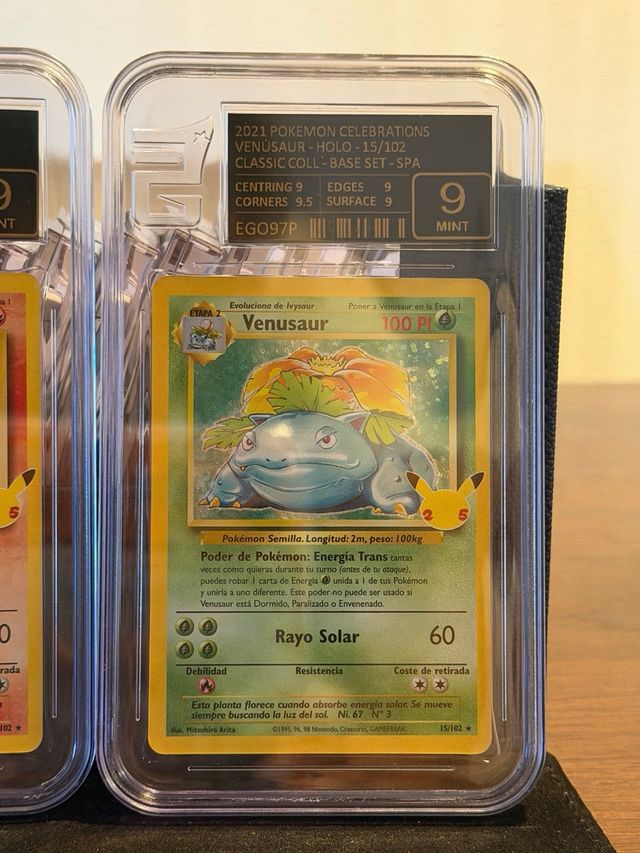 2021 POKEMON CELEBRATIONS
VENUSAUR - HOLO - 15/102
CLASSIC COLL - BASE SET - SPA
CENTRING 9 EDGES 9
CORNERS 9.5 SURFACE 9
9
MINT
EGO97P
Evoluciona de Ivysaur Poner a Venusaur en la Etapa 1
ETAPA 2
Venusaur 100 PI
25
Pokémon Semilla. Longitud: 2m, peso: 100kg
Poder de Pokémon: Energía Trans tantas
veces como quieras durante tu turno (antes de tu ataque),
puedes robar 1 carta de Energía unida a 1 de tus Pokémon
y unirla a uno diferente. Este poder no puede ser usado si
Venusaur está Dormido, Paralizado o Envenenado.
Rayo Solar 60
Debilidad Resistencia Coste de retirada
Esta planta florece cuando absorbe energía solar. Se mueve
siempre buscando la luz del sol. Ni. 67 N° 3
Ilus. Mitsuhiro Arita ©1995, 96, 98 Nintendo, Creatures, GAMEFREAK. 15/102 ★
9
5